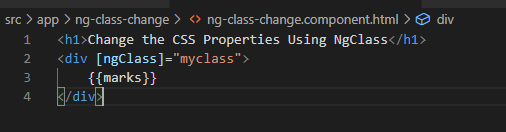 src > app > ng-class-change > <> ng-class-change.component.html > div
1 <h1>Change the CSS Properties Using NgClass</h1>
2 <div [ngClass]="myclass">
3 {{marks}}
4 </div>